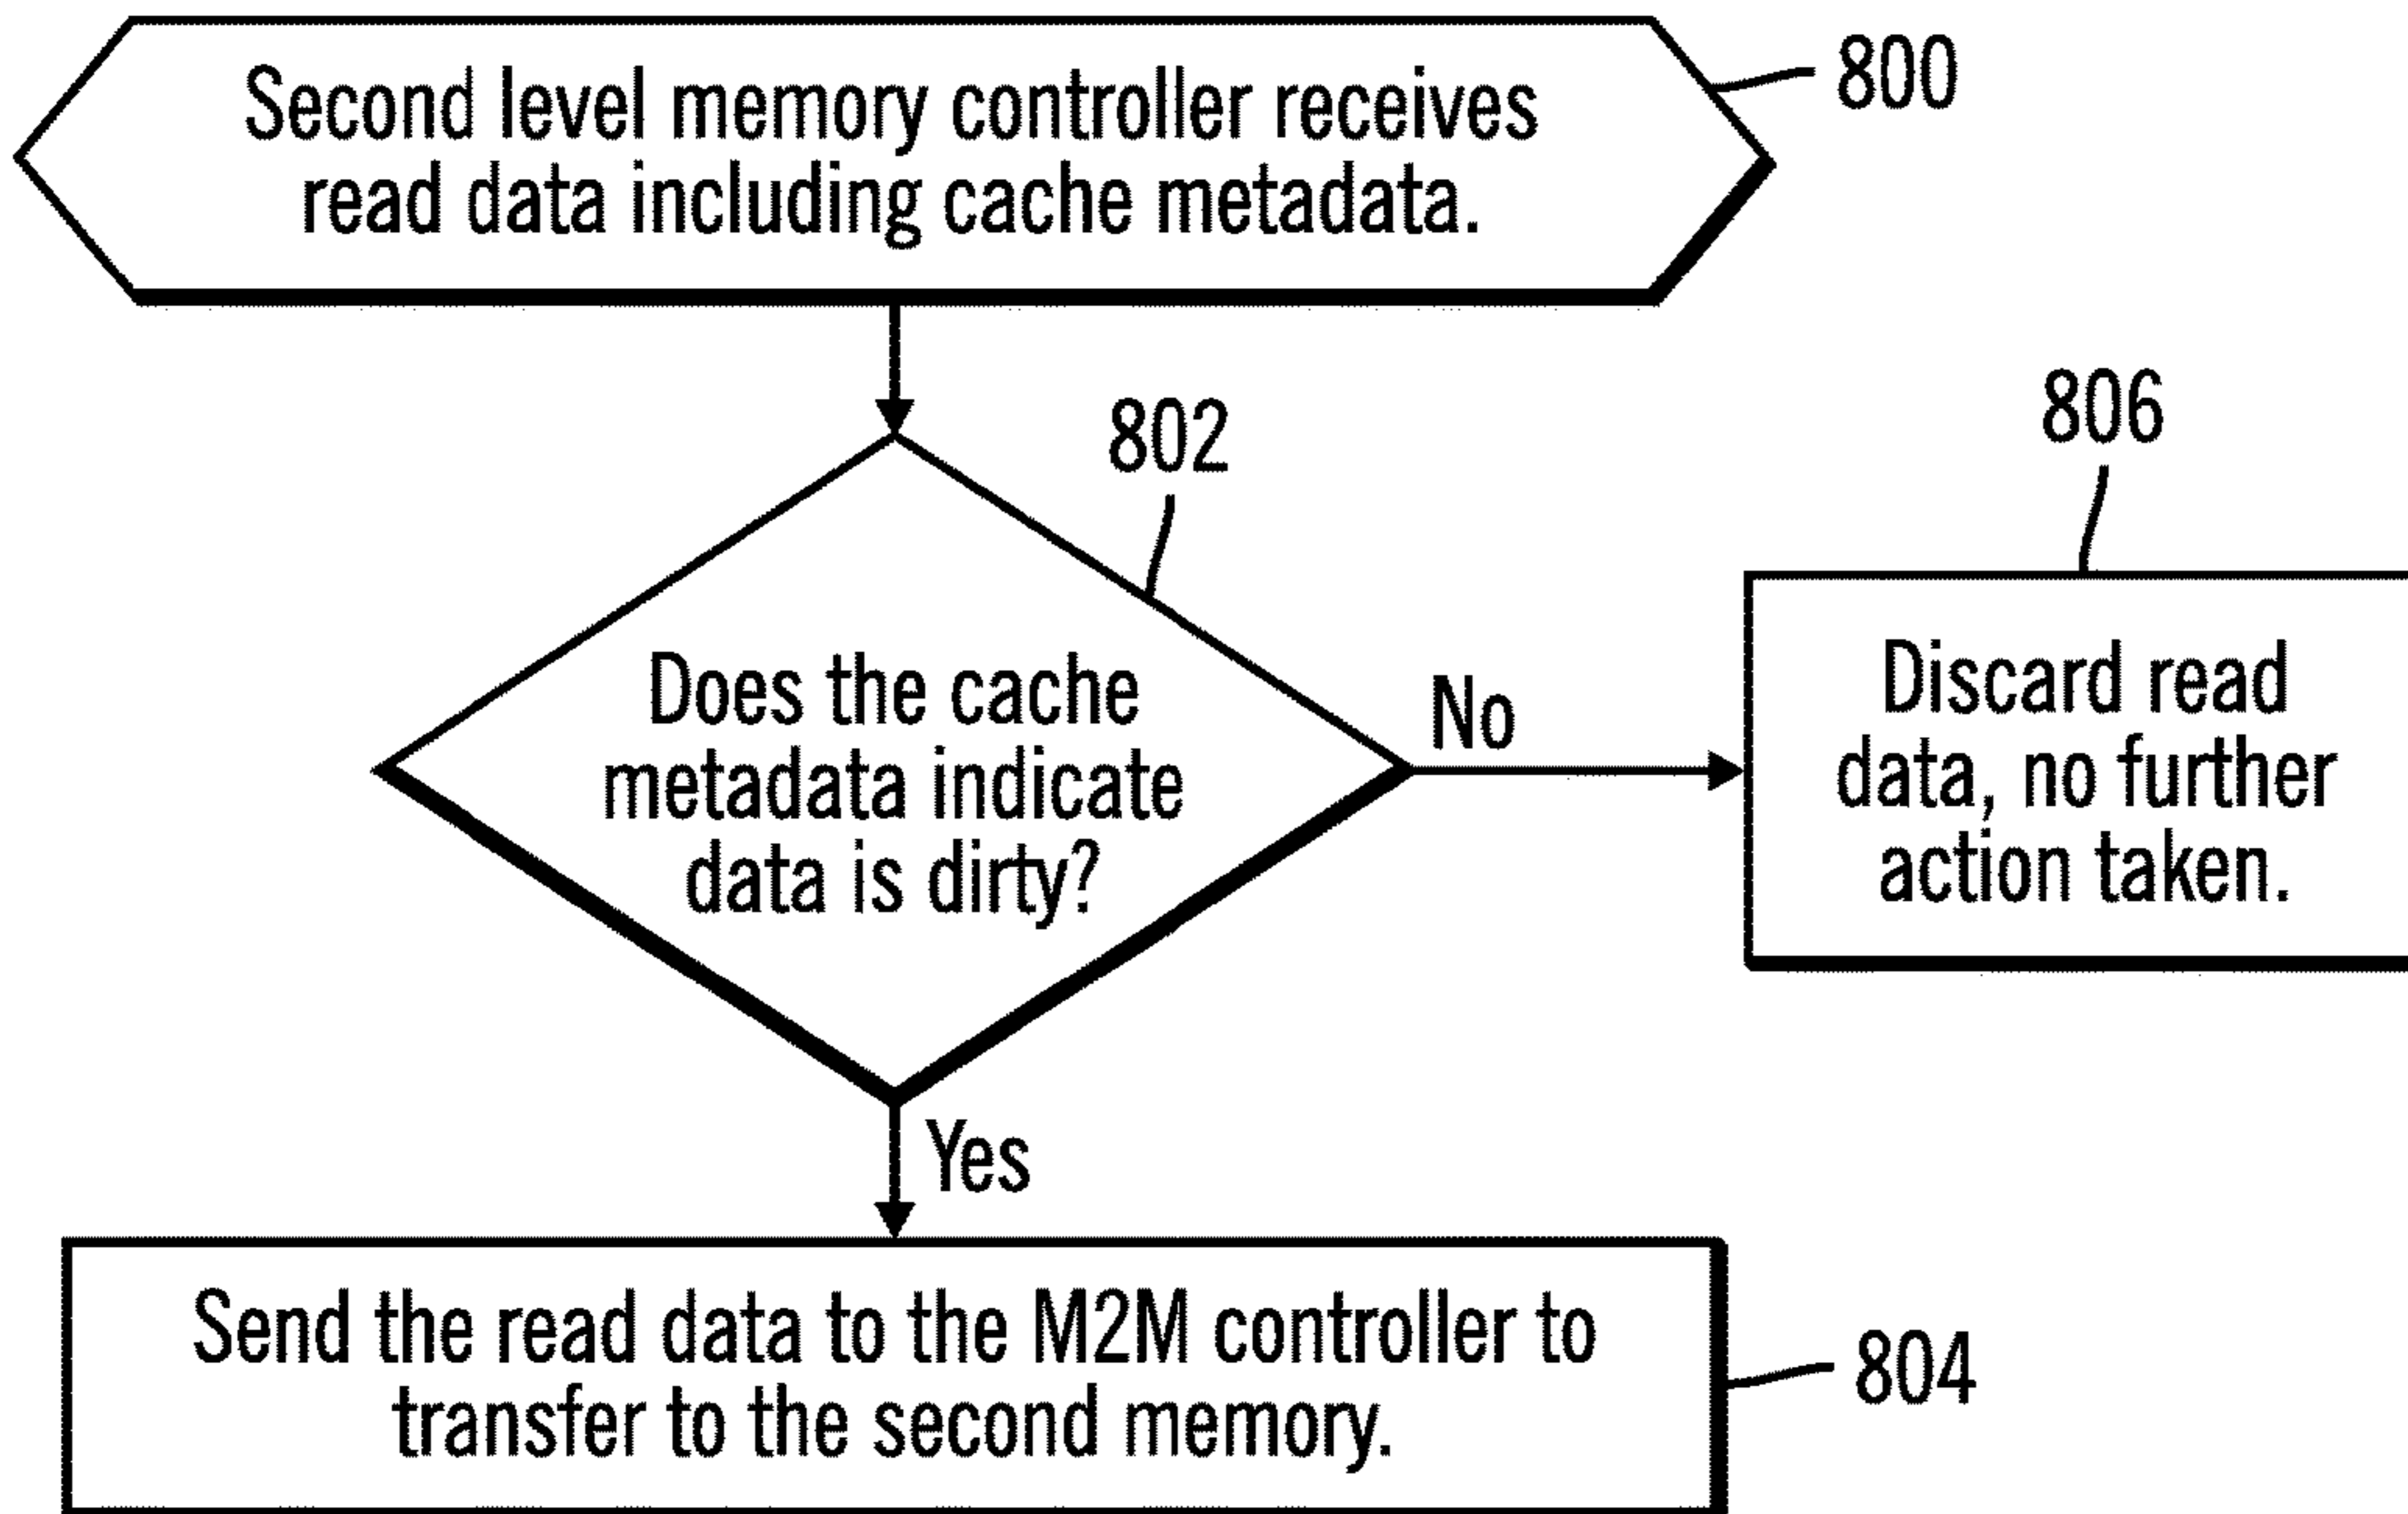 Second level memory controller receives
read data including cache metadata.
800
802
806
Does the cache
metadata indicate
data is dirty?
No
Discard read
data, no further
action taken.
Yes
Send the read data to the M2M controller to
transfer to the second memory.
804